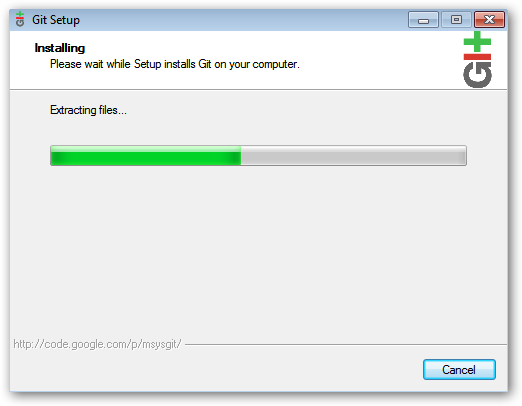 Git Setup
Installing
Please wait while Setup installs Git on your computer.
Git
Extracting files...
http://code.google.com/p/msysgit/
Cancel